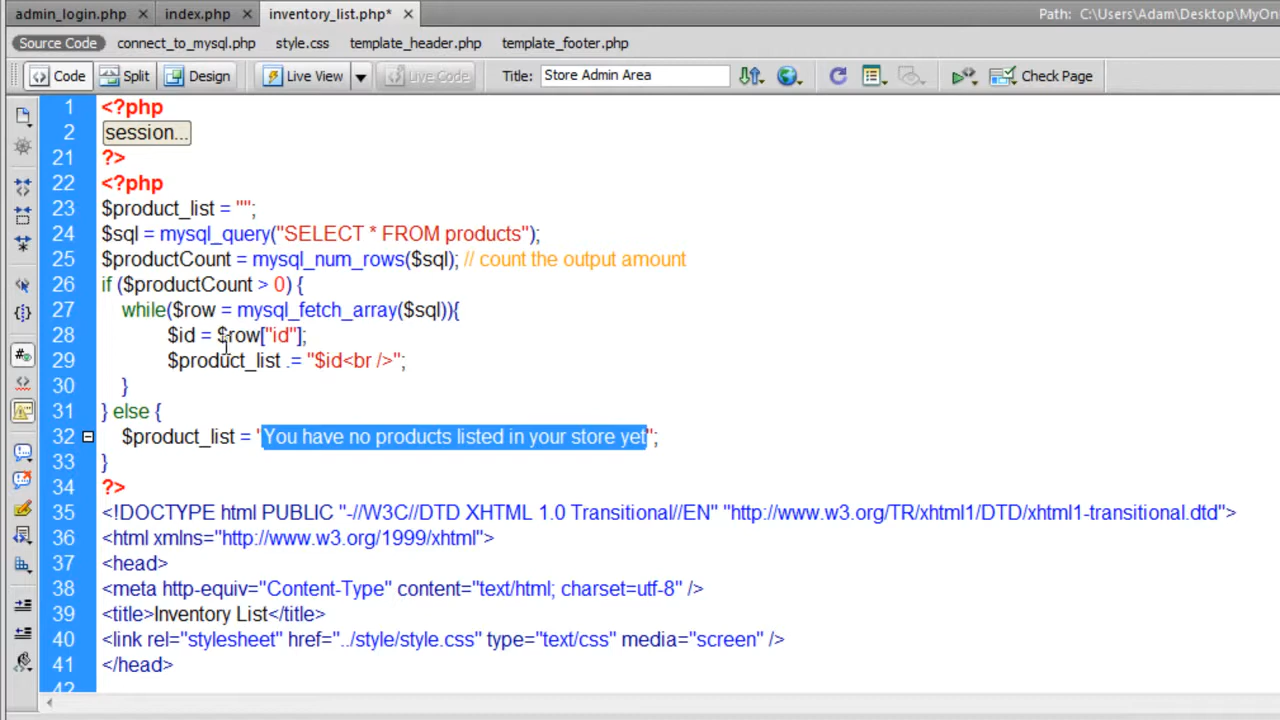 admin_login.php index.php inventory_list.php* Path: C:\Users\Adam\Desktop\MyOn
Source Code connect_to_mysql.php style.css template_header.php template_footer.php
Code Split Design Live View Live Code Title: Store Admin Area Check Page
1 <?php
2 session...
21 ?>
22 <?php
23 $product_list = "";
24 $sql = mysql_query("SELECT * FROM products");
25 $productCount = mysql_num_rows($sql); // count the output amount
26 if ($productCount > 0) {
27 while($row = mysql_fetch_array($sql)){
28 $id = $row["id"];
29 $product_list .= "$id<br />";
30 }
31 } else {
32 $product_list = "You have no products listed in your store yet";
33 }
34 ?>
35 <!DOCTYPE html PUBLIC "-//W3C//DTD XHTML 1.0 Transitional//EN" "http://www.w3.org/TR/xhtml1/DTD/xhtml1-transitional.dtd">
36 <html xmlns="http://www.w3.org/1999/xhtml">
37 <head>
38 <meta http-equiv="Content-Type" content="text/html; charset=utf-8" />
39 <title>Inventory List</title>
40 <link rel="stylesheet" href="../style/style.css" type="text/css" media="screen" />
41 </head>
42